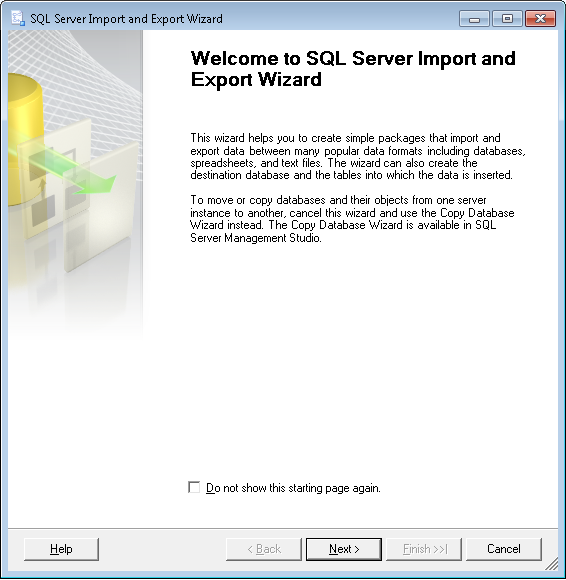 SQL Server Import and Export Wizard
Welcome to SQL Server Import and
Export Wizard
This wizard helps you to create simple packages that import and
export data between many popular data formats including databases,
spreadsheets, and text files. The wizard can also create the
destination database and the tables into which the data is inserted.
To move or copy databases and their objects from one server
instance to another, cancel this wizard and use the Copy Database
Wizard instead. The Copy Database Wizard is available in SQL
Server Management Studio.
Do not show this starting page again.
Help
< Back
Next >
Finish >>|
Cancel